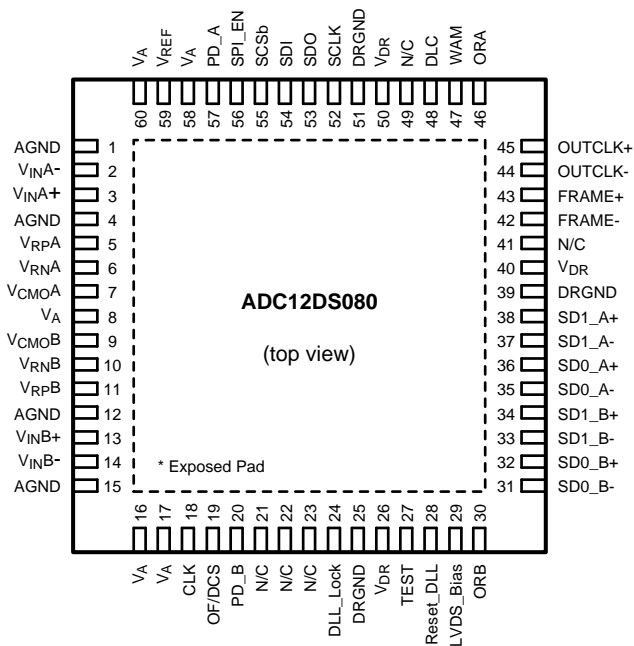 VA
VREF
VA
PD_A
SPI_EN
SCSb
SDI
SDO
SCLK
DRGND
VDR
N/C
DLC
WAM
ORA
60
59
58
57
56
55
54
53
52
51
50
49
48
47
46
AGND 1
VINA- 2
VINA+ 3
AGND 4
VRPA 5
VRNA 6
VCMOA 7
VA 8
VCMOB 9
VRNB 10
VRPB 11
AGND 12
VINB+ 13
VINB- 14
AGND 15
ADC12DS080
(top view)
* Exposed Pad
45 OUTCLK+
44 OUTCLK-
43 FRAME+
42 FRAME-
41 N/C
40 VDR
39 DRGND
38 SD1_A+
37 SD1_A-
36 SD0_A+
35 SD0_A-
34 SD1_B+
33 SD1_B-
32 SD0_B+
31 SD0_B-
16
17
18
19
20
21
22
23
24
25
26
27
28
29
30
VA
VA
CLK
OF/DCS
PD_B
N/C
N/C
N/C
DLL_Lock
DRGND
VDR
TEST
Reset_DLL
LVDS_Bias
ORB